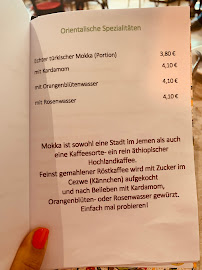 Orientalische Spezialitäten
Echter türkischer Mokka (Portion) 3,80 €
mit Kardamom 4,10 €
mit Orangenblütenwasser 4,10 €
mit Rosenwasser 4,10 €
Mokka ist sowohl eine Stadt im Jemen als auch
eine Kaffeesorte- ein rein äthiopischer
Hochlandkaffee.
Feinst gemahlener Röstkaffee wird mit Zucker im
Cezwe (Kännchen) aufgekocht
und nach Belieben mit Kardamom,
Orangenblüten- oder Rosenwasser gewürzt.
Einfach mal probieren!